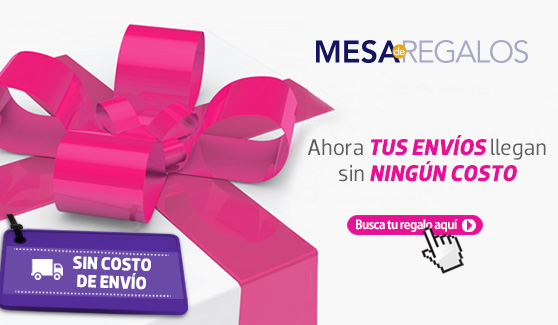 MESA de REGALOS
Ahora TUS ENVÍOS llegan
sin NINGÚN COSTO
Busca tu regalo aquí
SIN COSTO
DE ENVÍO